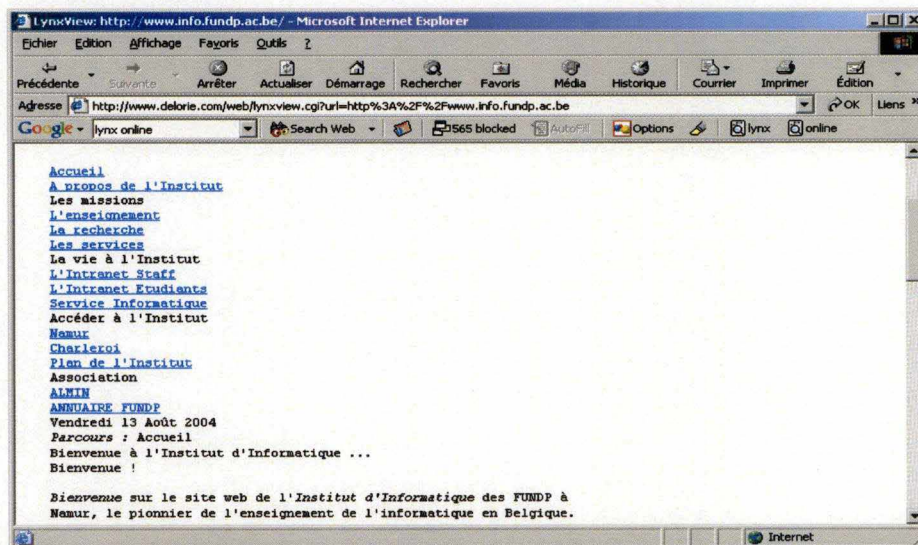 LynxView: http://www.info.fundp.ac.be/ - Microsoft Internet Explorer
Fichier Edition Affichage Favoris Outils ?
Précédente Suivante Arrêter Actualiser Démarrage Rechercher Favoris Média Historique Courrier Imprimer Édition
Adresse http://www.delorie.com/web/lynxview.cgi?url=http%3A%2F%2Fwww.info.fundp.ac.be OK Liens »
Google lynx online Search Web 565 blocked AutoFill Options lynx online
Accueil
A propos de l'Institut
Les missions
L'enseignement
La recherche
Les services
La vie à l'Institut
L'Intranet Staff
L'Intranet Etudiants
Service Informatique
Accéder à l'Institut
Namur
Charleroi
Plan de l'Institut
Association
ALMIN
ANNUAIRE FUNDP
Vendredi 13 Août 2004
Parcours : Accueil
Bienvenue à l'Institut d'Informatique ...
Bienvenue !
Bienvenue sur le site web de l'Institut d'Informatique des FUNDP à
Namur, le pionnier de l'enseignement de l'informatique en Belgique.
Internet